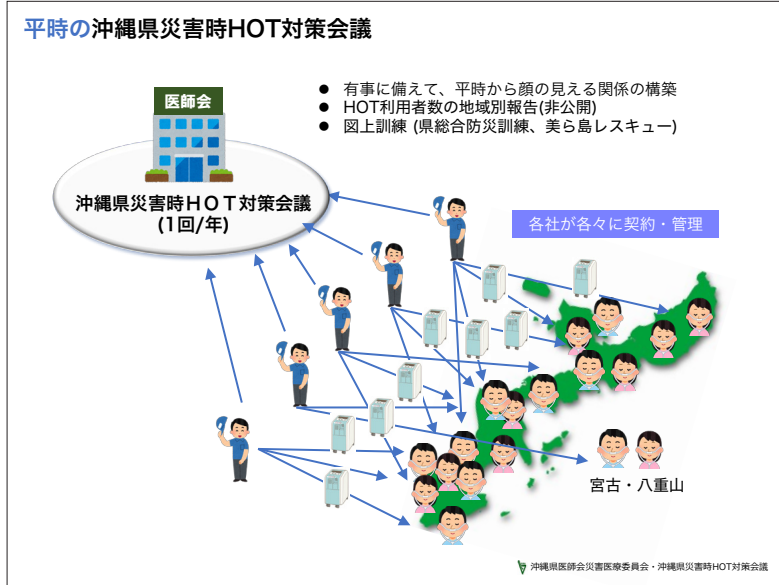 平時の沖縄県災害時HOT対策会議
医師会
● 有事に備えて、平時から顔の見える関係の構築
● HOT利用者数の地域別報告(非公開)
● 図上訓練 (県総合防災訓練、美ら島レスキュー)
沖縄県災害時ＨＯＴ対策会議
(1回/年)
各社が各々に契約・管理
宮古・八重山
沖縄県医師会災害医療委員会・沖縄県災害時HOT対策会議